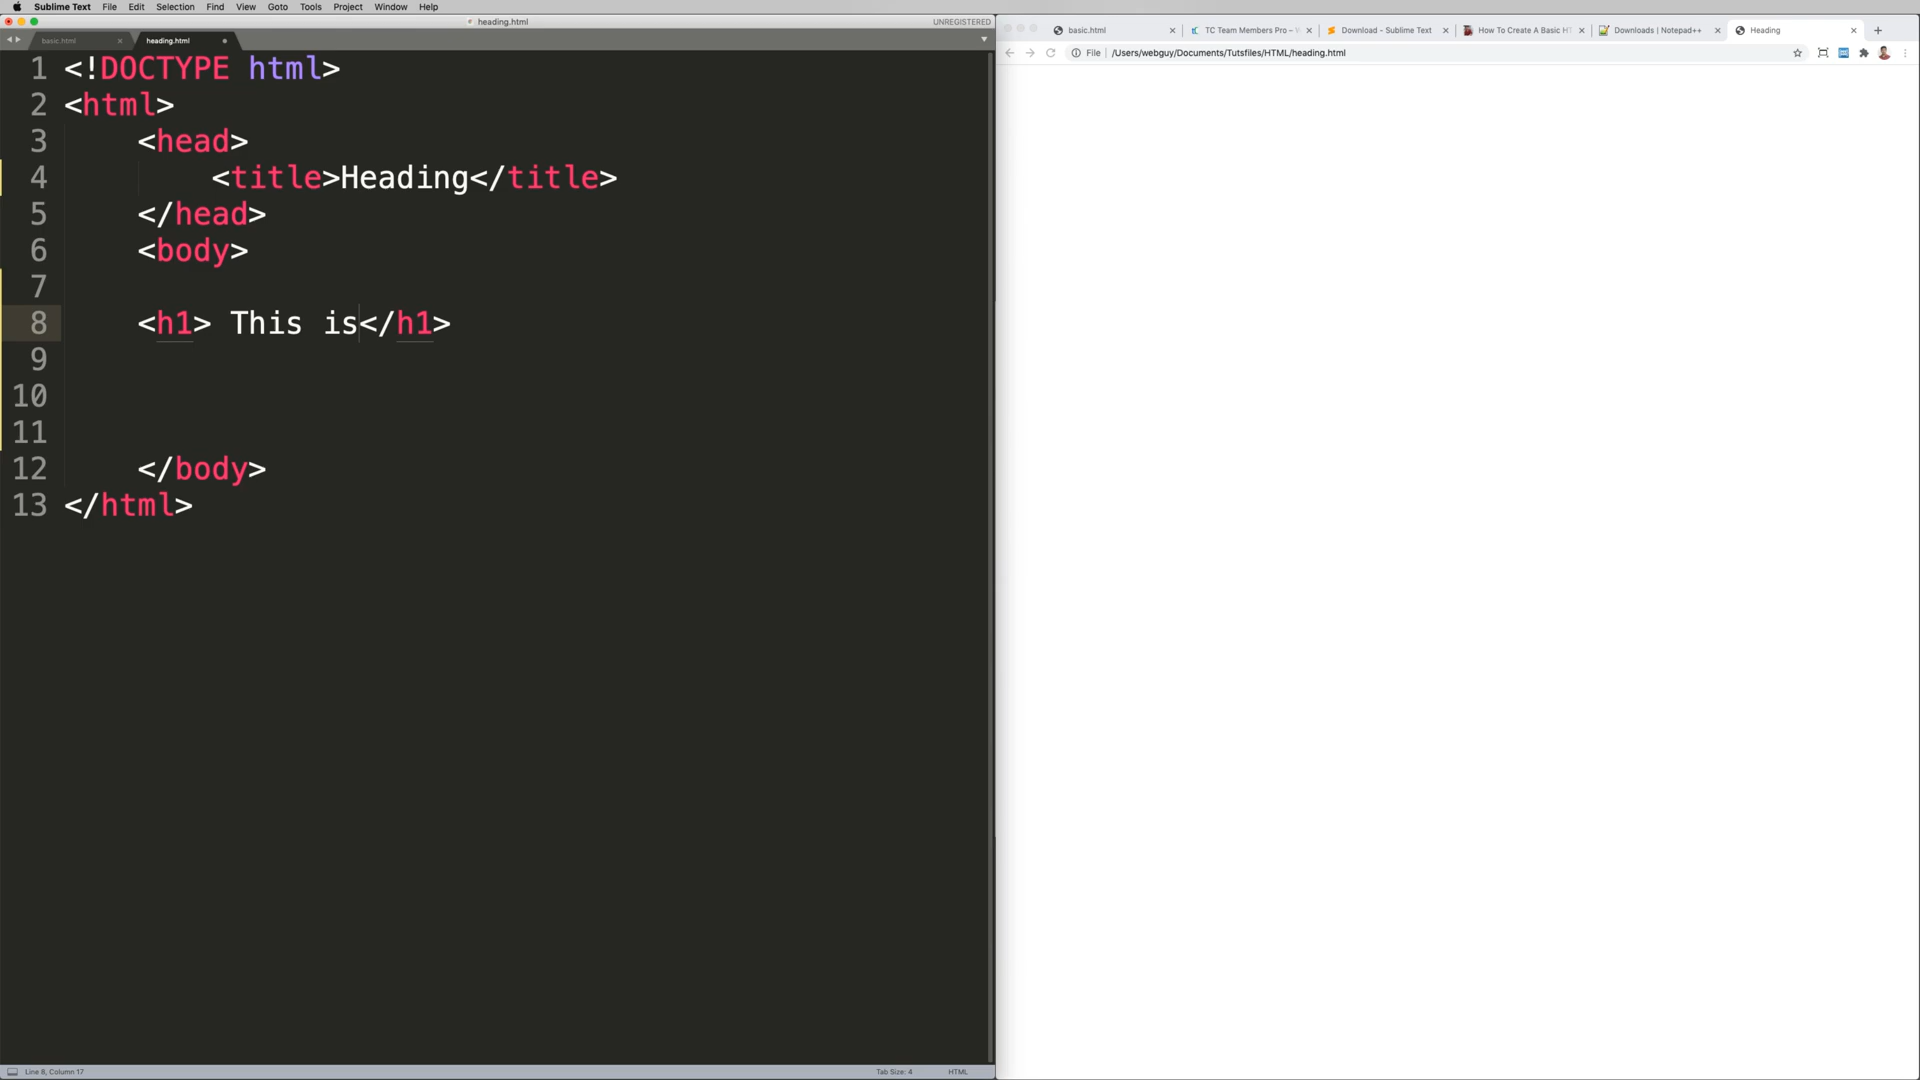 Sublime Text File Edit Selection Find View Goto Tools Project Window Help
heading.html UNREGISTERED
basic.html heading.html
1 <!DOCTYPE html>
2 <html>
3 <head>
4 <title>Heading</title>
5 </head>
6 <body>
7
8 <h1> This is</h1>
9
10
11
12 </body>
13 </html>
Line 8, Column 17 Tab Size: 4 HTML
basic.html TC Team Members Pro – Download - Sublime Text How To Create A Basic Downloads | Notepad++ Heading
File /Users/webguy/Documents/Tutsfiles/HTML/heading.html